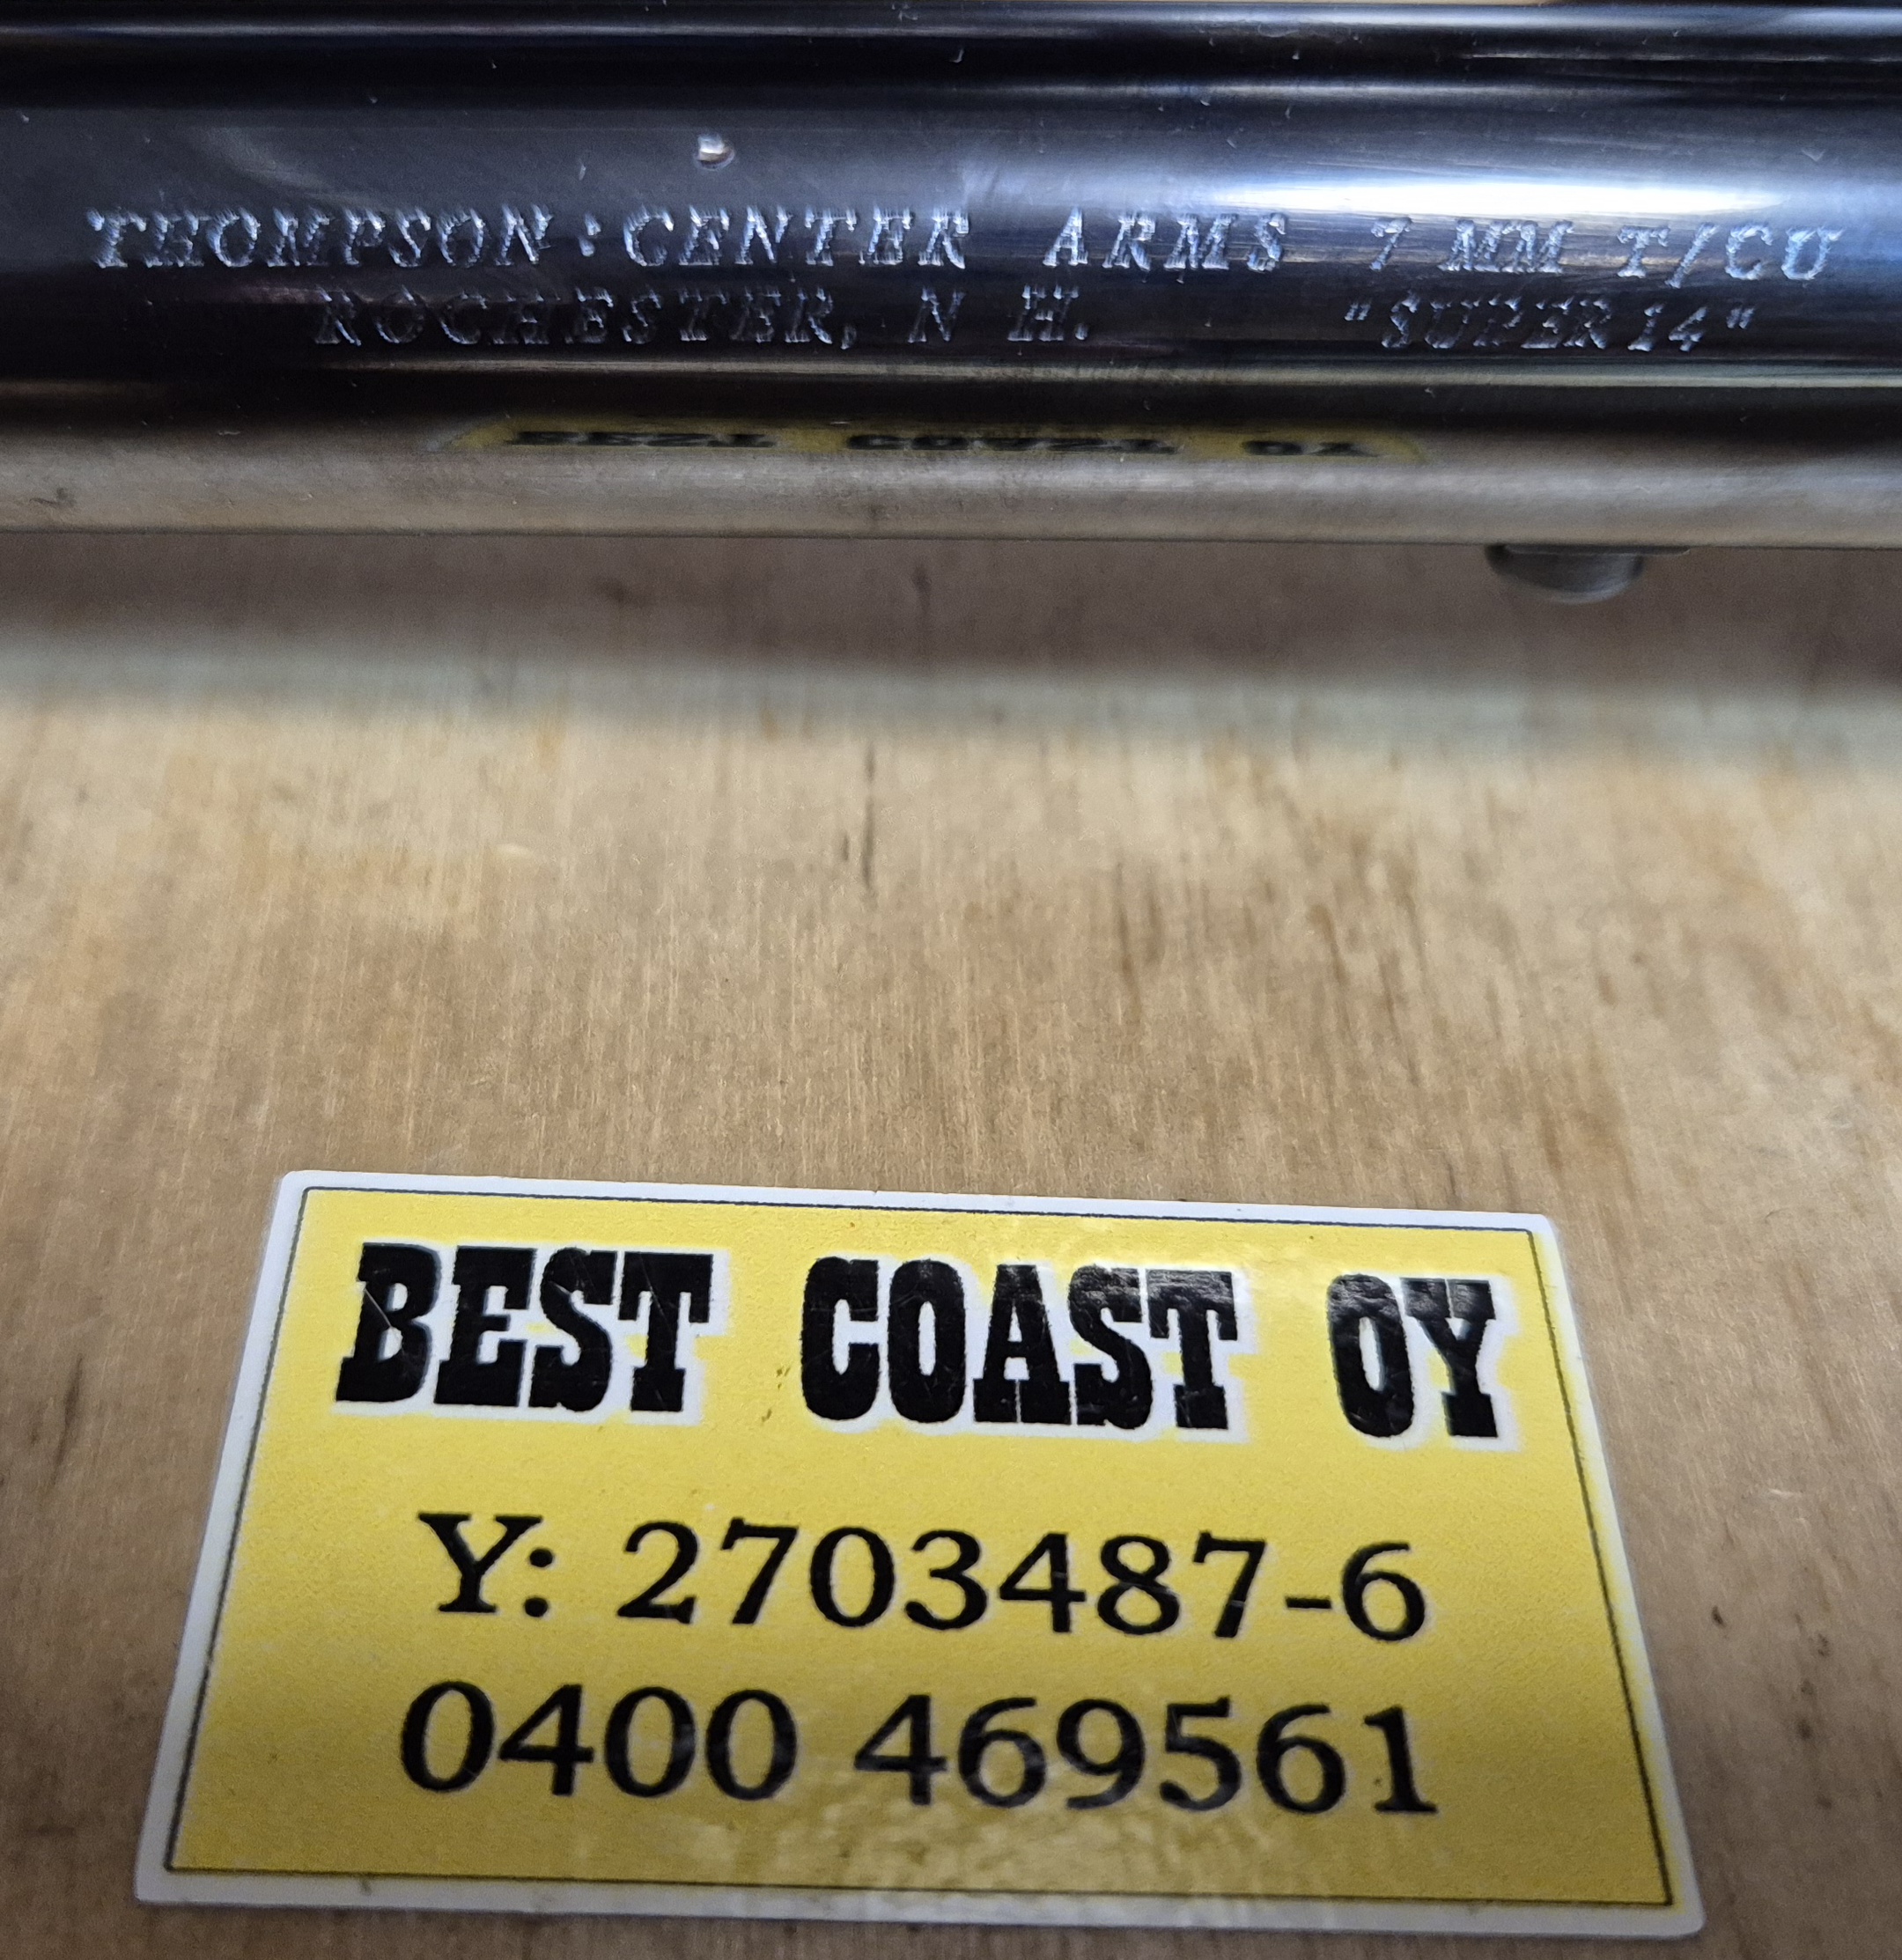 THOMPSON:CENTER ARMS 7 MM T/CU
ROCHESTER, N H. "SUPER 14"
BEST COAST OY
Y: 2703487-6
0400 469561